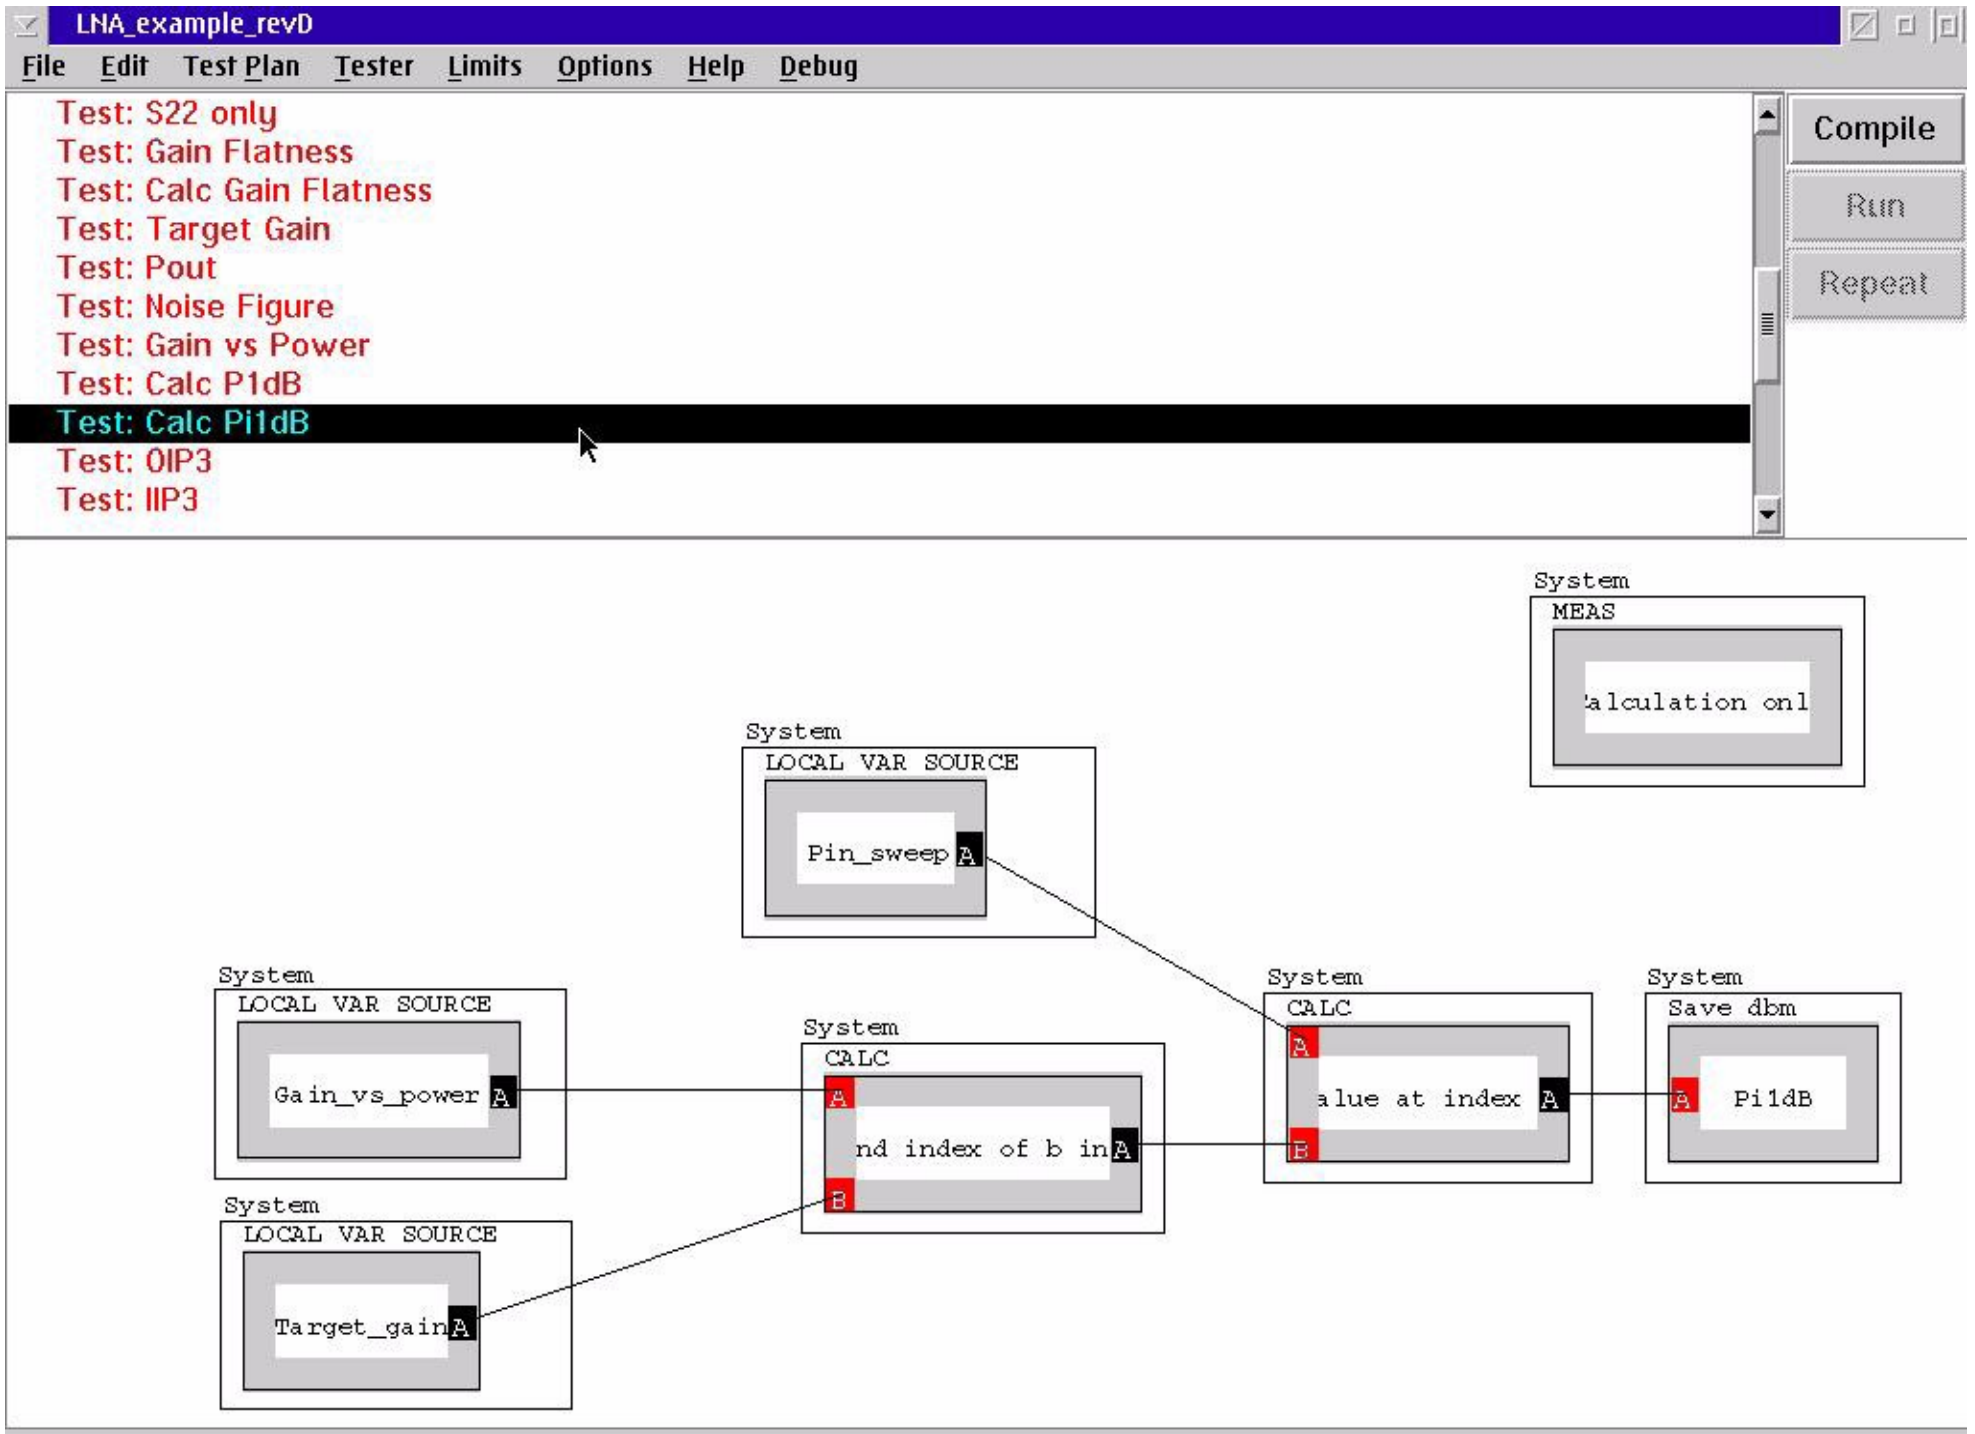 LNA_example_revD
File Edit Test Plan Tester Limits Options Help Debug
Test: S22 only
Test: Gain Flatness
Test: Calc Gain Flatness
Test: Target Gain
Test: Pout
Test: Noise Figure
Test: Gain vs Power
Test: Calc P1dB
Test: Calc Pi1dB
Test: OIP3
Test: IIP3
Compile
Run
Repeat
System
MEAS
alculation onl
System
LOCAL VAR SOURCE
Pin_sweep A
System
LOCAL VAR SOURCE
Gain_vs_power A
System
CALC
A
nd index of b in A
B
System
CALC
A
alue at index A
B
System
Save dbm
A Pi1dB
System
LOCAL VAR SOURCE
Target_gain A